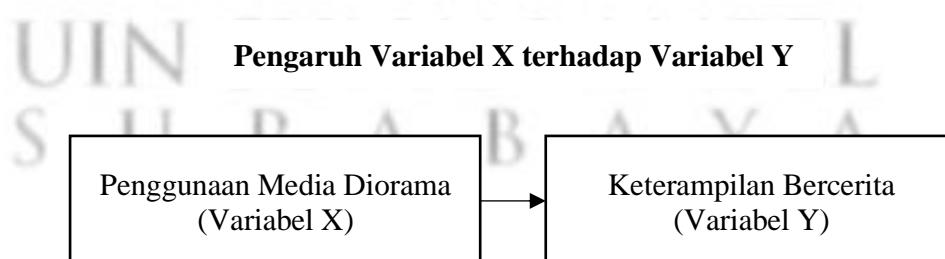 UIN
L
Pengaruh Variabel X terhadap Variabel Y
S U R A B A Y A
Penggunaan Media Diorama
(Variabel X)
Keterampilan Bercerita
(Variabel Y)